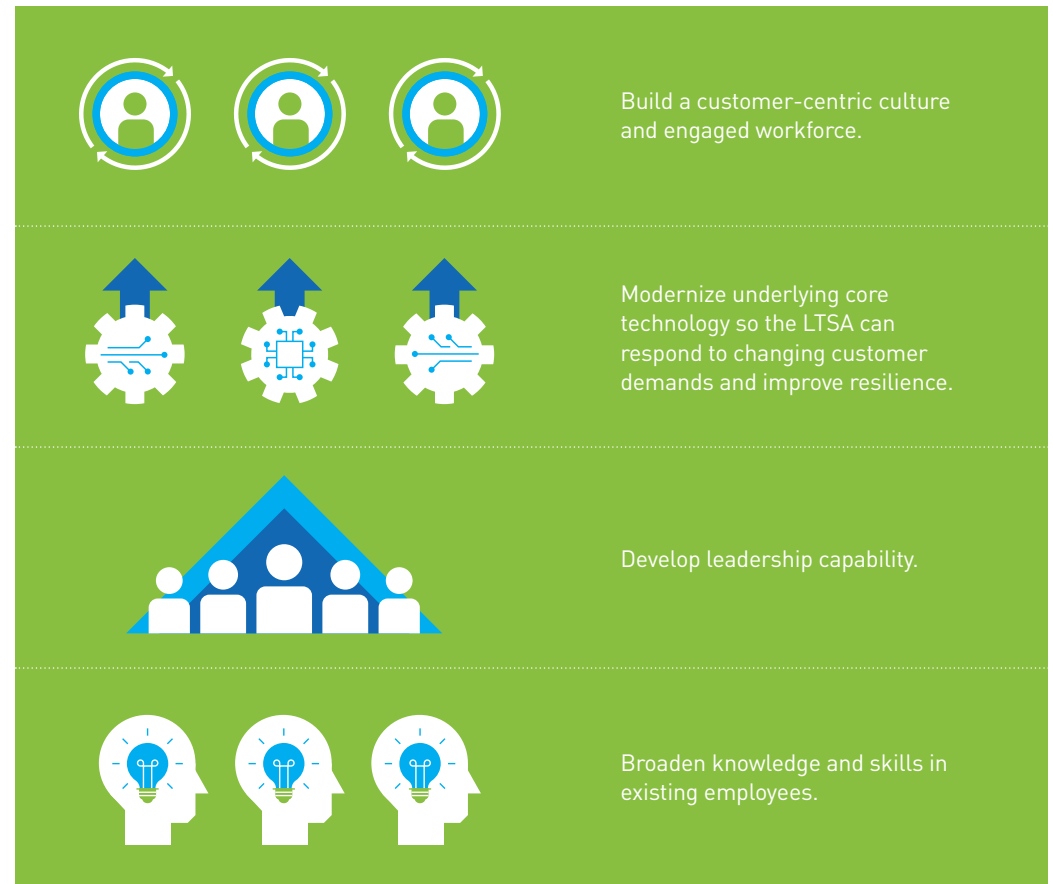 Build a customer-centric culture
and engaged workforce.
Modernize underlying core
technology so the LTSA can
respond to changing customer
demands and improve resilience.
Develop leadership capability.
Broaden knowledge and skills in
existing employees.